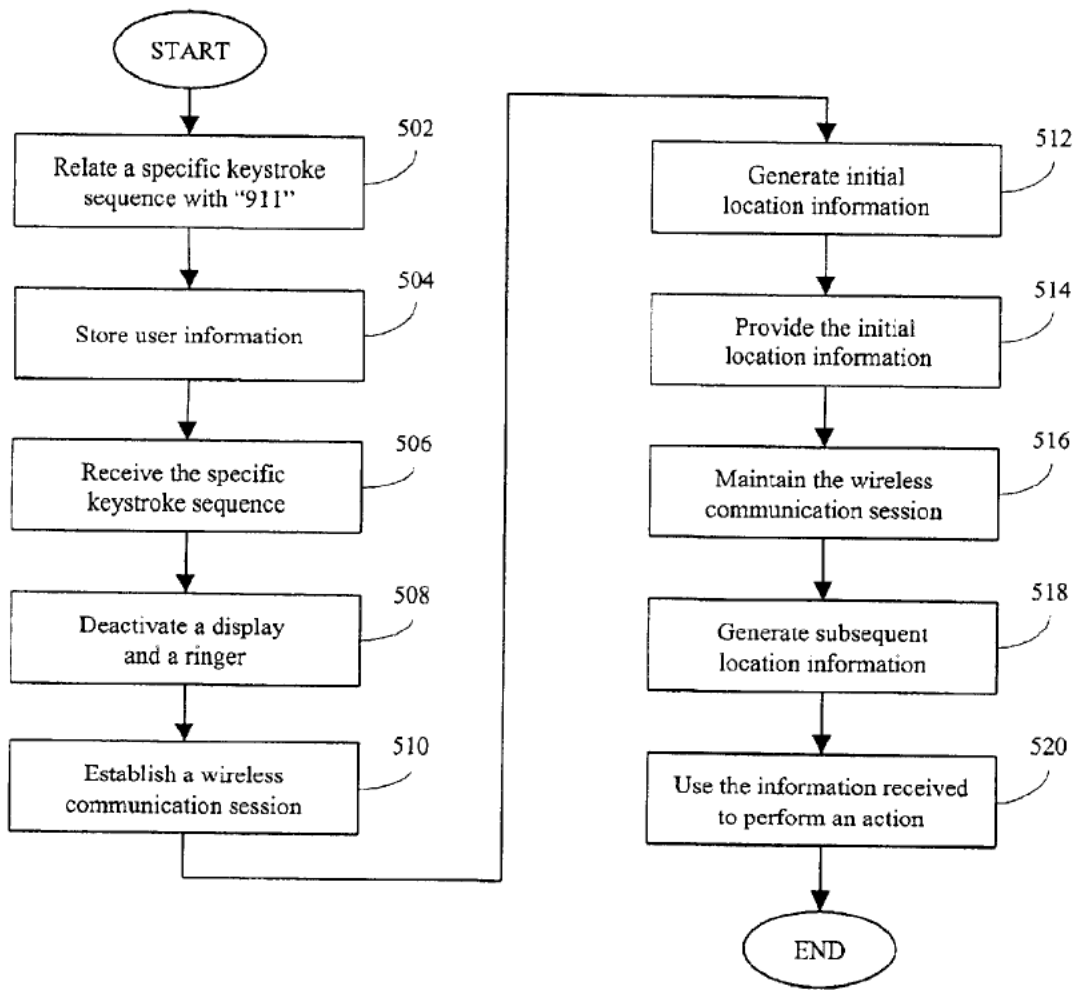 START
502
Relate a specific keystroke
sequence with “911”
504
Store user information
506
Receive the specific
keystroke sequence
508
Deactivate a display
and a ringer
510
Establish a wireless
communication session
512
Generate initial
location information
514
Provide the initial
location information
516
Maintain the wireless
communication session
518
Generate subsequent
location information
520
Use the information received
to perform an action
END